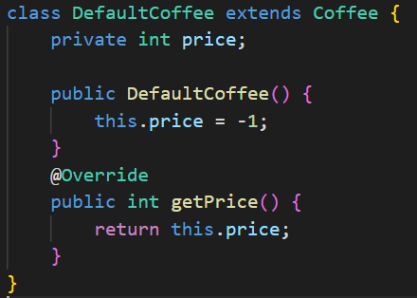 class DefaultCoffee extends Coffee {
    private int price;

    public DefaultCoffee() {
        this.price = -1;
    }
    @Override
    public int getPrice() {
        return this.price;
    }
}